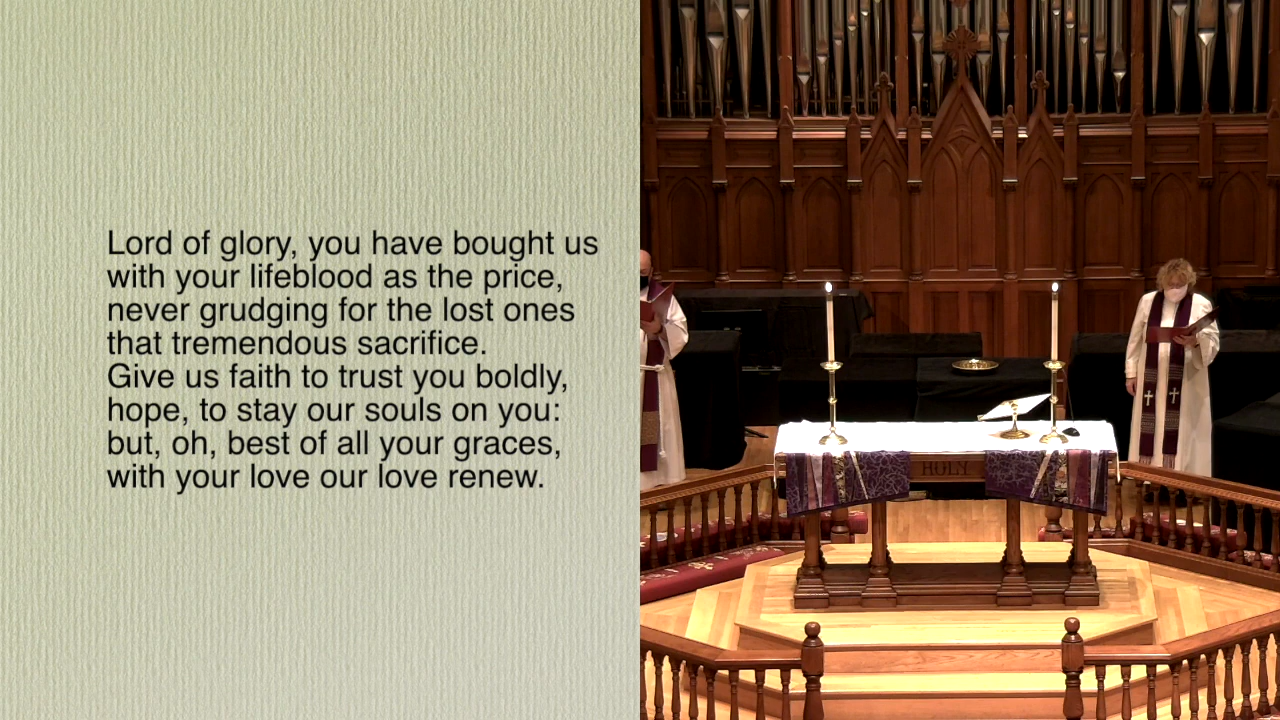 Lord of glory, you have bought us
with your lifeblood as the price,
never grudging for the lost ones
that tremendous sacrifice.
Give us faith to trust you boldly,
hope, to stay our souls on you:
but, oh, best of all your graces,
with your love our love renew.
HOLY